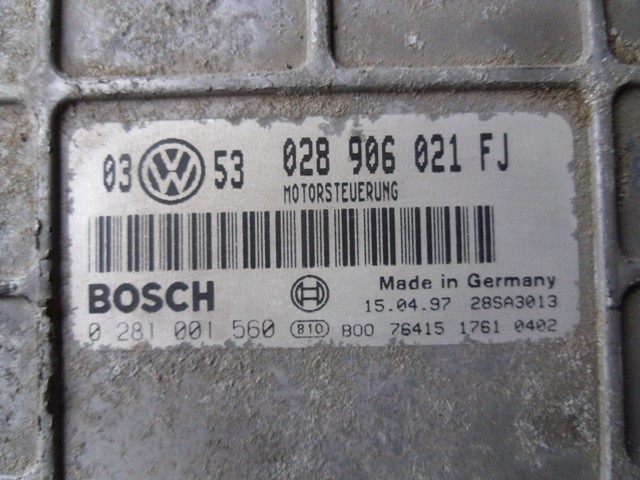 03 VW 53 028 906 021 FJ
MOTORSTEUERUNG
BOSCH Made in Germany
15.04.97 28SA3013
0 281 001 560 810 B00 76415 1761 0402